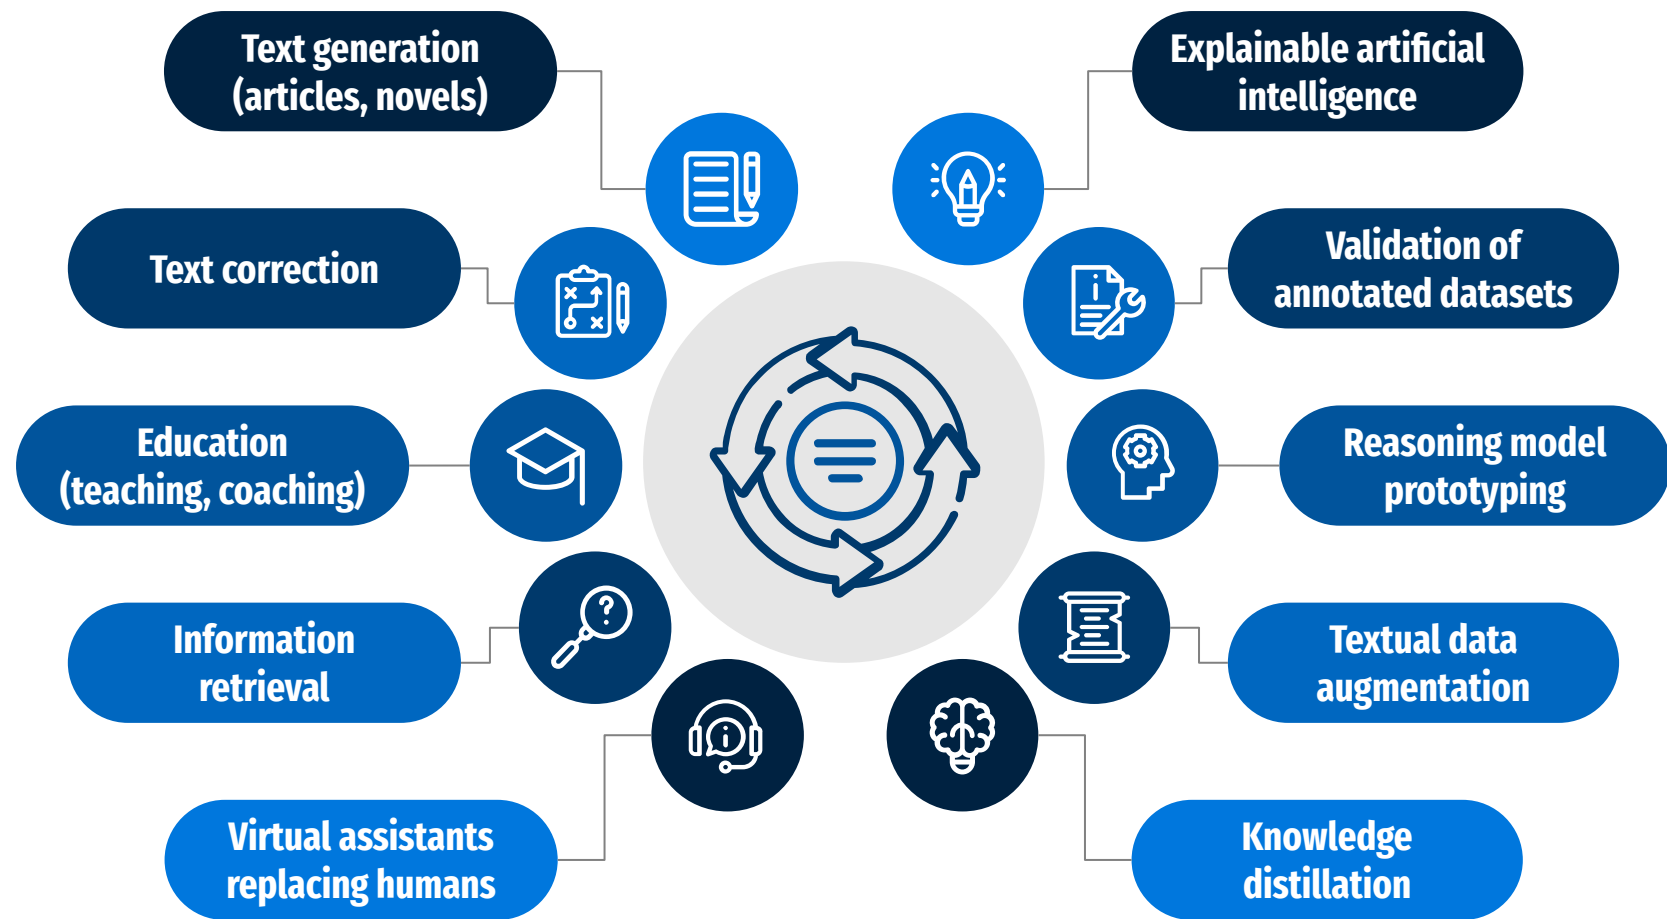 Text generation
(articles, novels)
Text correction
Education
(teaching, coaching)
Information
retrieval
Virtual assistants
replacing humans
Explainable artificial
intelligence
Validation of
annotated datasets
Reasoning model
prototyping
Textual data
augmentation
Knowledge
distillation